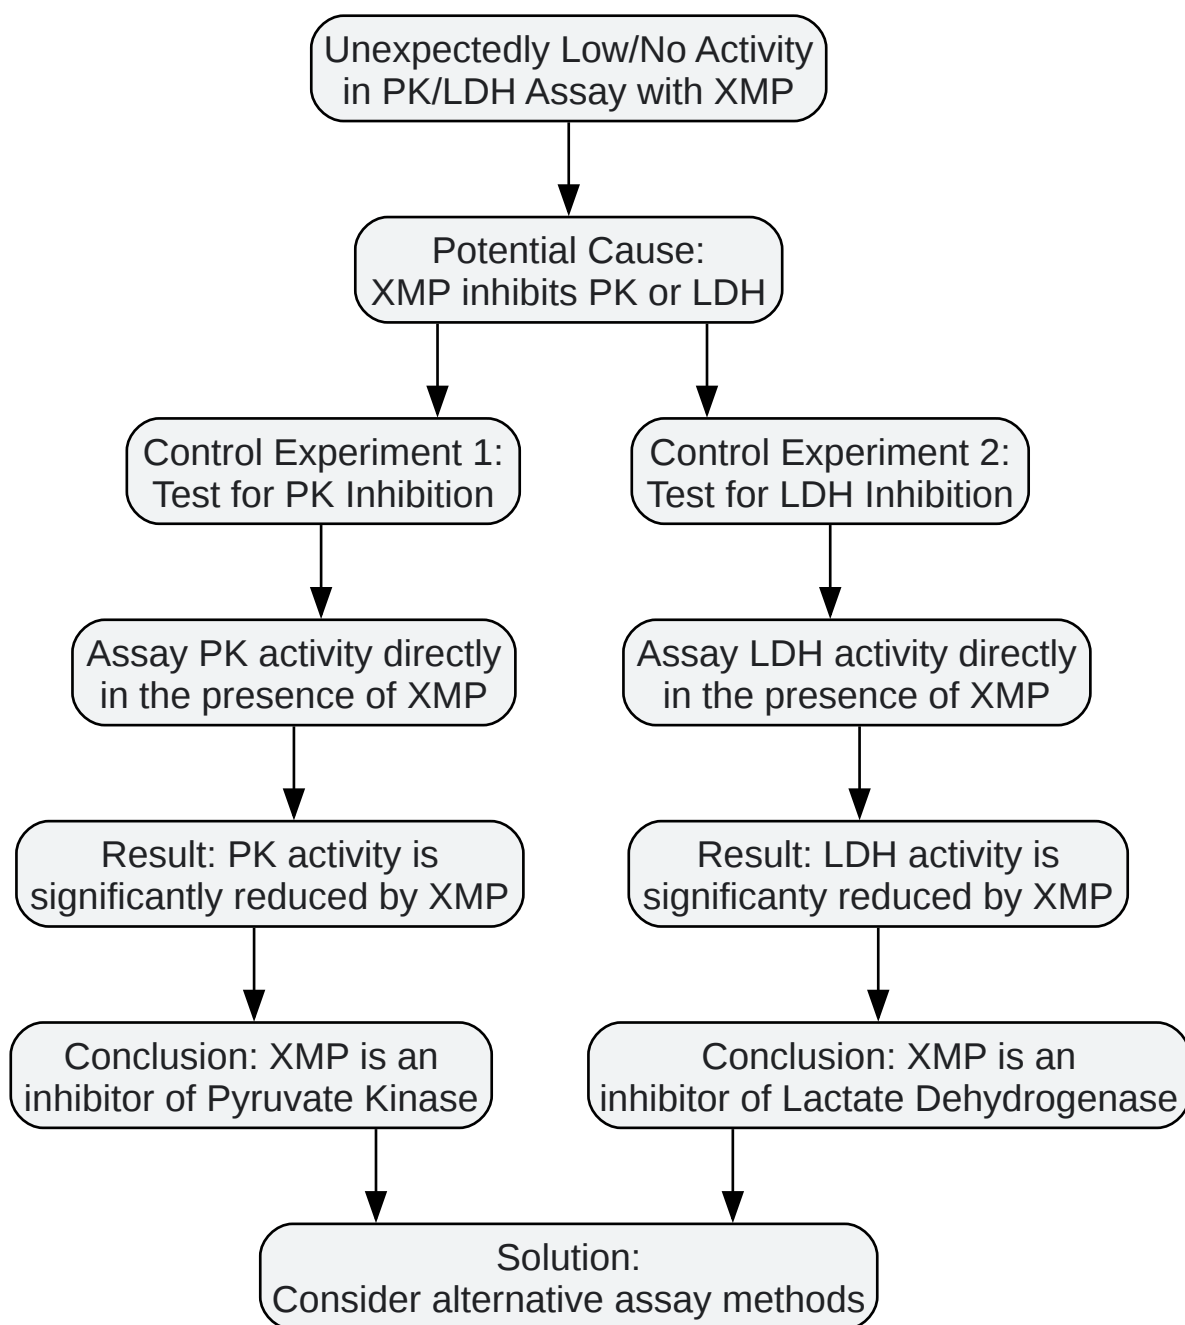 Unexpectedly Low/No Activity
in PK/LDH Assay with XMP
Potential Cause:
XMP inhibits PK or LDH
Control Experiment 1:
Test for PK Inhibition
Control Experiment 2:
Test for LDH Inhibition
Assay PK activity directly
in the presence of XMP
Assay LDH activity directly
in the presence of XMP
Result: PK activity is
significantly reduced by XMP
Result: LDH activity is
significanty reduced by XMP
Conclusion: XMP is an
inhibitor of Pyruvate Kinase
Conclusion: XMP is an
inhibitor of Lactate Dehydrogenase
Solution:
Consider alternative assay methods